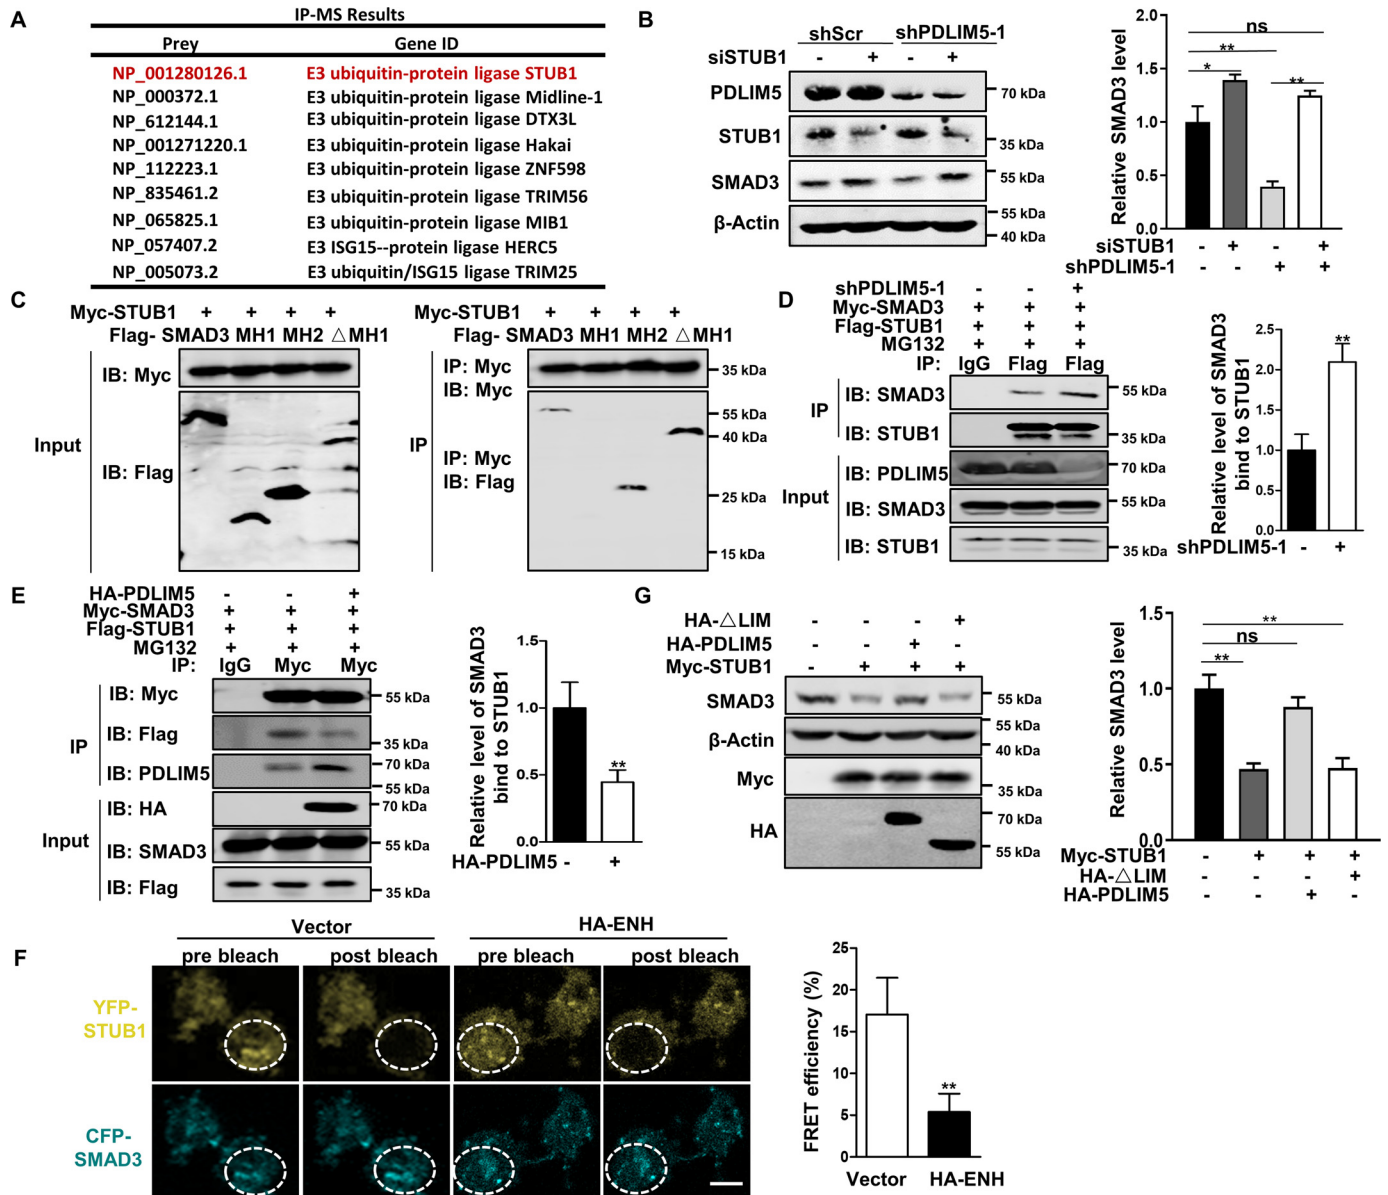 A
IP-MS Results
Prey Gene ID
NP_001280126.1 E3 ubiquitin-protein ligase STUB1
NP_000372.1 E3 ubiquitin-protein ligase Midline-1
NP_612144.1 E3 ubiquitin-protein ligase DTX3L
NP_001271220.1 E3 ubiquitin-protein ligase Hakai
NP_112223.1 E3 ubiquitin-protein ligase ZNF598
NP_835461.2 E3 ubiquitin-protein ligase TRIM56
NP_065825.1 E3 ubiquitin-protein ligase MIB1
NP_057407.2 E3 ISG15--protein ligase HERC5
NP_005073.2 E3 ubiquitin/ISG15 ligase TRIM25
B
shScr shPDLIM5-1
siSTUB1 - + - +
PDLIM5 70 kDa
STUB1 35 kDa
SMAD3 55 kDa
β-Actin 55 kDa
40 kDa
Relative SMAD3 level
2.0
1.5
1.0
0.5
0.0
ns
**
* **
siSTUB1 - + - +
shPDLIM5-1 - - + +
C
Myc-STUB1 + + + +
Flag- SMAD3 MH1 MH2 △MH1
Input
IB: Myc
IB: Flag
Myc-STUB1 + + + +
Flag- SMAD3 MH1 MH2 △MH1
IP
IP: Myc
IB: Myc
35 kDa
IP: Myc
IB: Flag
55 kDa
40 kDa
25 kDa
15 kDa
D
shPDLIM5-1 - - +
Myc-SMAD3 + + +
Flag-STUB1 + + +
MG132 + + +
IP: IgG Flag Flag
IP
IB: SMAD3 55 kDa
IB: STUB1 35 kDa
Input
IB: PDLIM5 70 kDa
IB: SMAD3 55 kDa
IB: STUB1 35 kDa
Relative level of SMAD3
bind to STUB1
2.5
2.0
1.5
1.0
0.5
0.0
**
shPDLIM5-1 - +
E
HA-PDLIM5 - - +
Myc-SMAD3 + + +
Flag-STUB1 + + +
MG132 + + +
IP: IgG Myc Myc
IP
IB: Myc 55 kDa
IB: Flag 35 kDa
IB: PDLIM5 70 kDa
55 kDa
Input
IB: HA 70 kDa
IB: SMAD3 55 kDa
IB: Flag 35 kDa
Relative level of SMAD3
bind to STUB1
1.5
1.0
0.5
0.0
**
HA-PDLIM5 - +
G
HA-△LIM - - - +
HA-PDLIM5 - - + -
Myc-STUB1 - + + +
SMAD3 55 kDa
β-Actin 55 kDa
40 kDa
Myc 35 kDa
HA 70 kDa
55 kDa
Relative SMAD3 level
1.5
1.0
0.5
0.0
**
ns
**
Myc-STUB1 - + + +
HA-△LIM - - - +
HA-PDLIM5 - - + -
F
Vector HA-ENH
pre bleach post bleach pre bleach post bleach
YFP-
STUB1
CFP-
SMAD3
FRET efficiency (%)
25
20
15
10
5
0
**
Vector HA-ENH